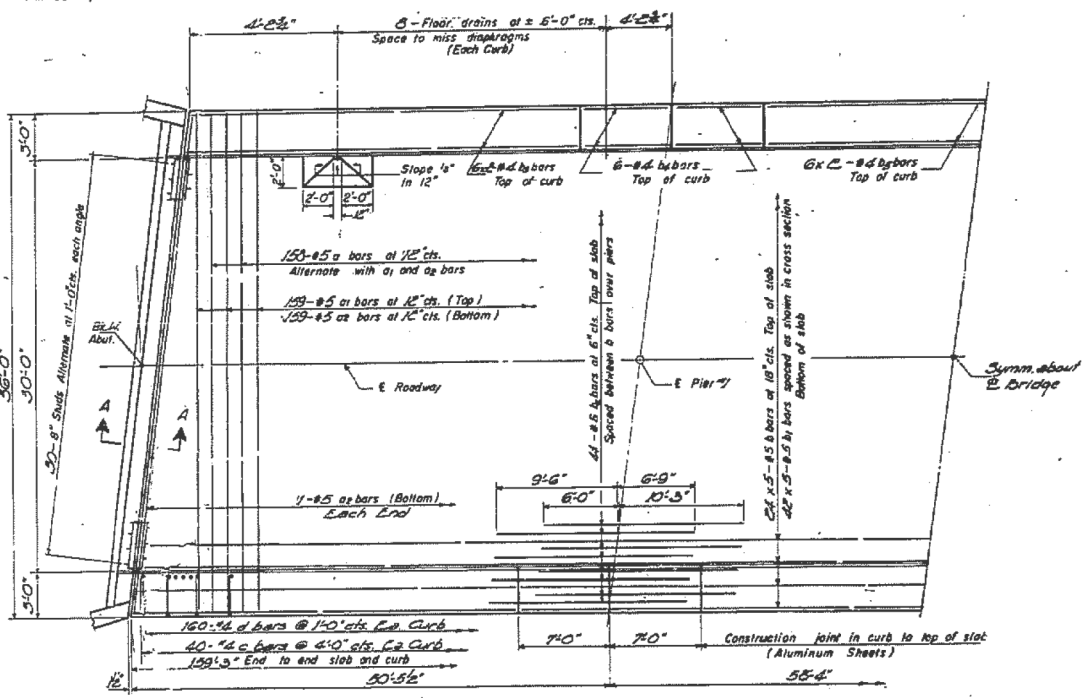 4'-2¾"
8 - Floor drains at ± 6'-0" cts.
4'-2¾"
Space to miss diaphragms
(Each Curb)
3'-0"
2'-0"
Slope ⅛"
in 12"
2'-0"
2'-0"
12"
6x2-#4 b₃ bars
Top of curb
6-#4 b₄ bars
Top of curb
6 x 2 - #4 b₅ bars
Top of curb
36'-0"
30'-0"
30-8" Studs Alternate at 1'-0" cts. each angle
158-#5 a bars at 12" cts.
Alternate with a₁ and a₂ bars
159-#5 a₁ bars at 12" cts. (Top)
159-#5 a₂ bars at 12" cts. (Bottom)
44 - #6 b₂ bars at 6" cts. Top of slab
Spaced between b bars over piers
24 x 5 - #5 b bars at 18" cts. Top of slab
42 x 5 - #5 b₁ bars spaced as shown in cross section
Bottom of slab
Abut.
₵ Roadway
₵ Pier #1
Symm. about
₵ Bridge
A
A
9'-6"
6'-9"
6'-0"
10'-3"
7-#5 a₂ bars (Bottom)
Each End
3'-0"
160-#4 d bars @ 1'-0" cts. Ea Curb
40-#4 c bars @ 4'-0" cts. Ea Curb
159'-3" End to end slab and curb
7'-0"
7'-0"
Construction joint in curb to top of slab
(Aluminum Sheets)
1½"
50'-5½"
58'-4"